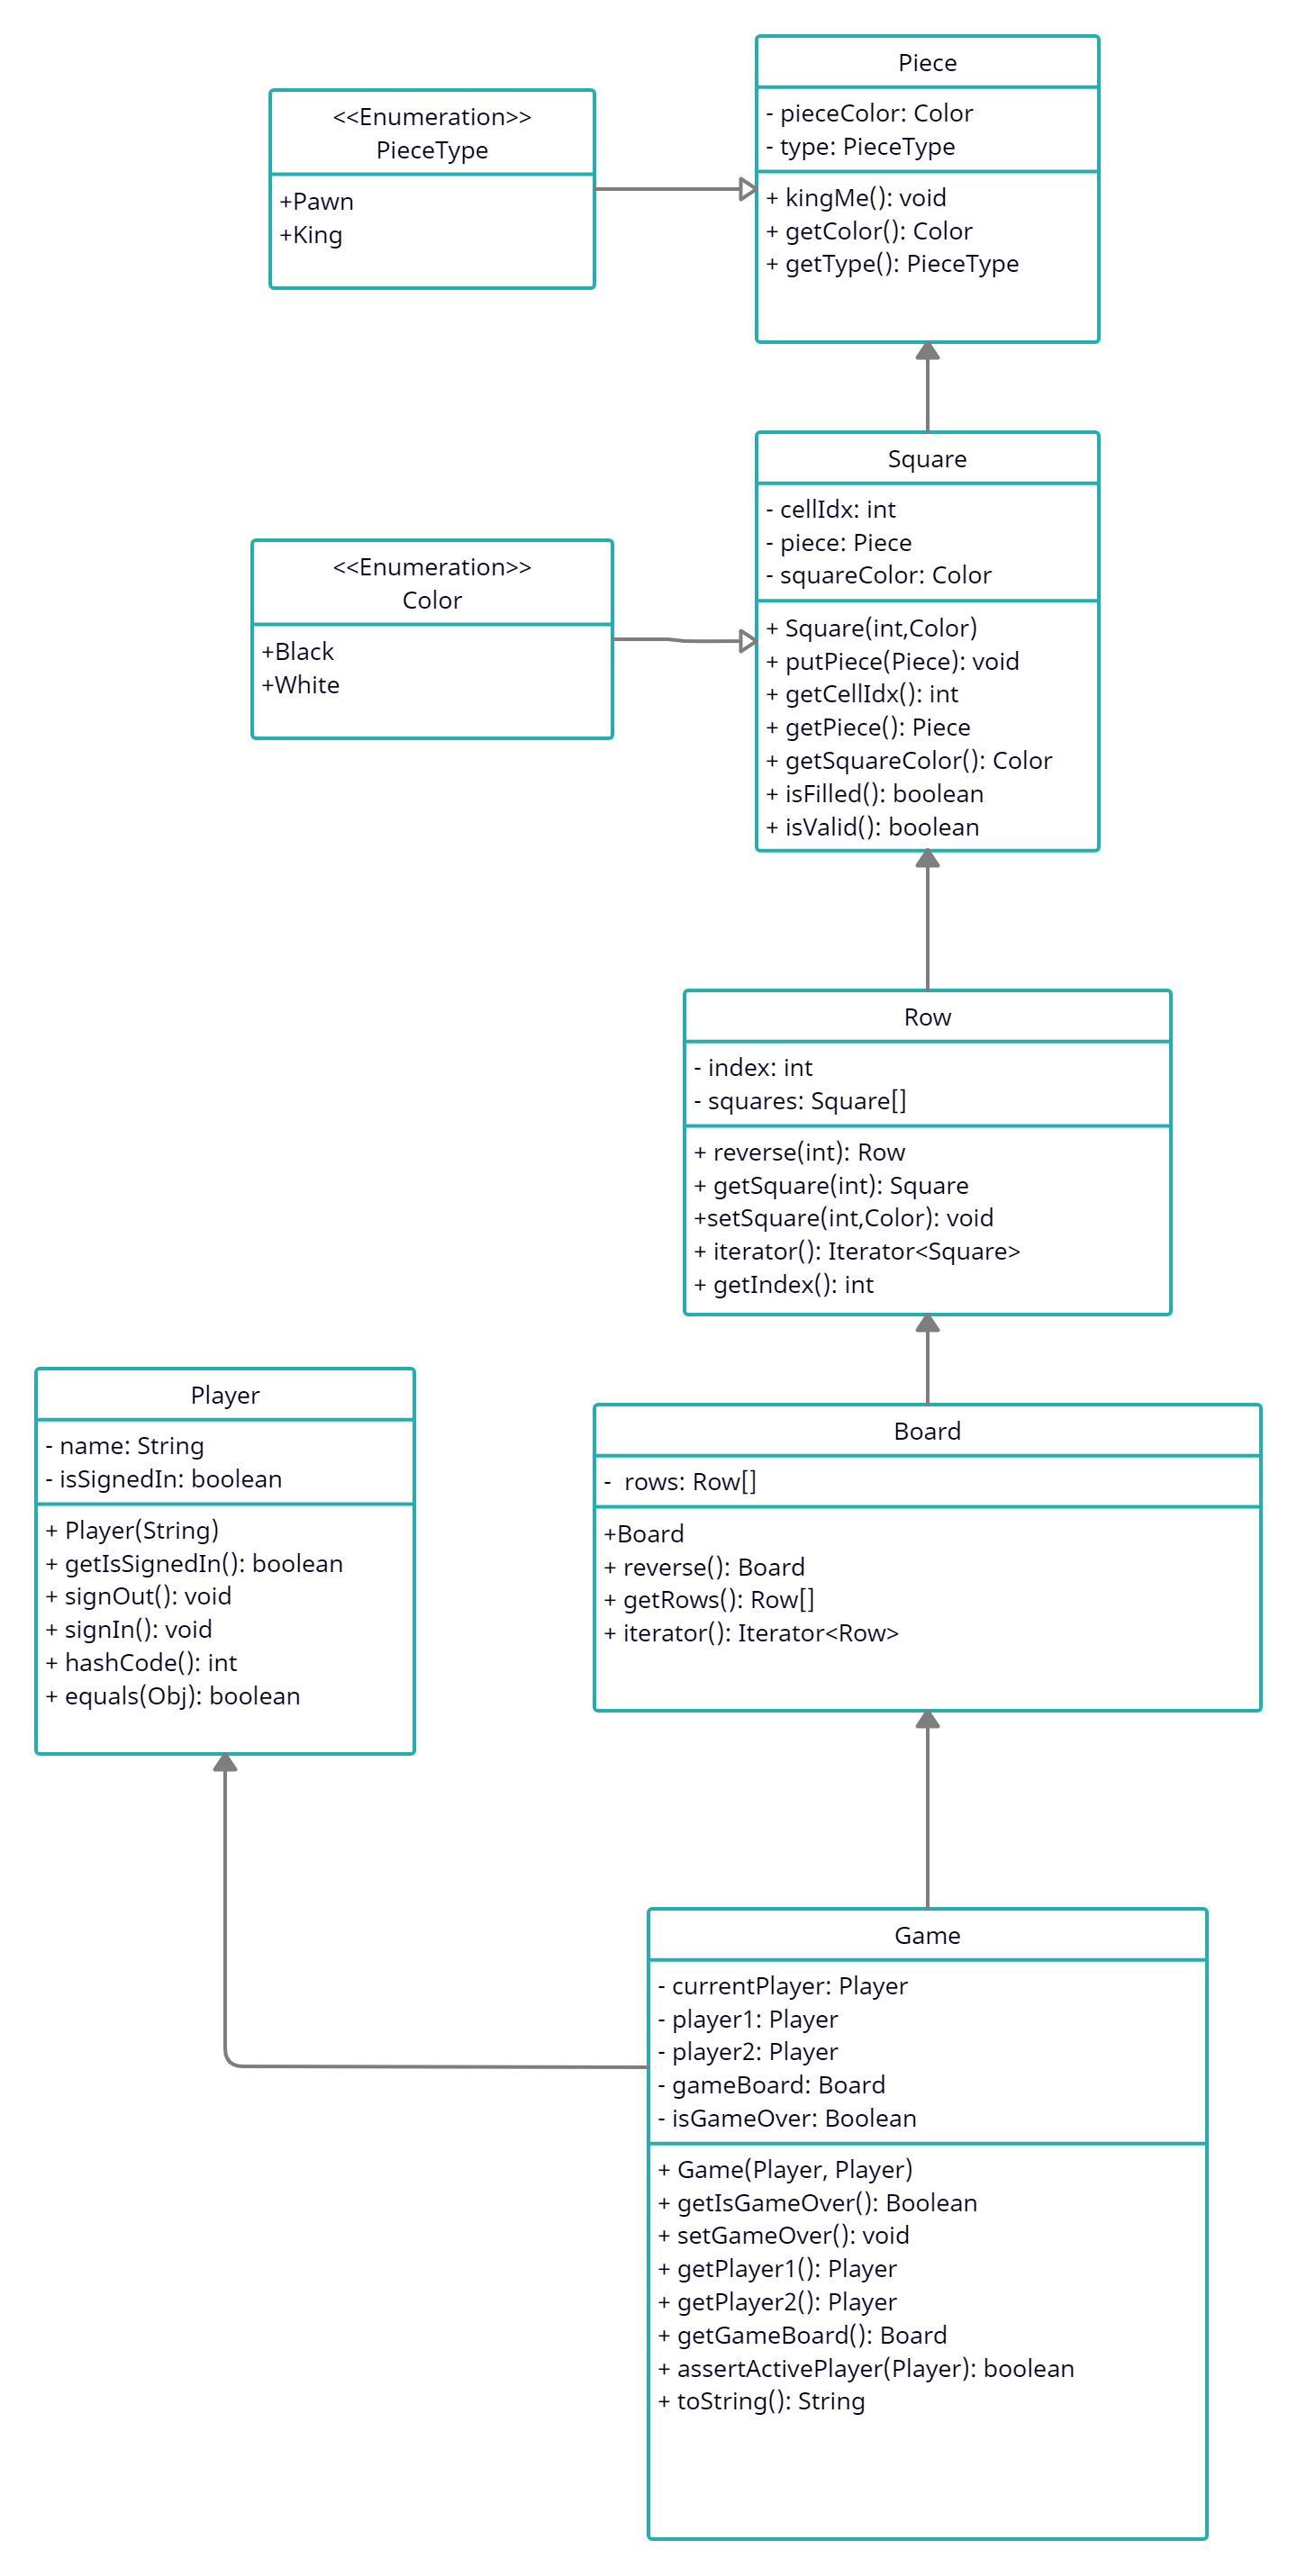 Piece
- pieceColor: Color
- type: PieceType
+ kingMe(): void
+ getColor(): Color
+ getType(): PieceType
<<Enumeration>>
PieceType
+Pawn
+King
Square
- cellIdx: int
- piece: Piece
- squareColor: Color
+ Square(int,Color)
+ putPiece(Piece): void
+ getCellIdx(): int
+ getPiece(): Piece
+ getSquareColor(): Color
+ isFilled(): boolean
+ isValid(): boolean
<<Enumeration>>
Color
+Black
+White
Row
- index: int
- squares: Square[]
+ reverse(int): Row
+ getSquare(int): Square
+setSquare(int,Color): void
+ iterator(): Iterator<Square>
+ getIndex(): int
Player
- name: String
- isSignedIn: boolean
+ Player(String)
+ getIsSignedIn(): boolean
+ signOut(): void
+ signIn(): void
+ hashCode(): int
+ equals(Obj): boolean
Board
- rows: Row[]
+Board
+ reverse(): Board
+ getRows(): Row[]
+ iterator(): Iterator<Row>
Game
- currentPlayer: Player
- player1: Player
- player2: Player
- gameBoard: Board
- isGameOver: Boolean
+ Game(Player, Player)
+ getIsGameOver(): Boolean
+ setGameOver(): void
+ getPlayer1(): Player
+ getPlayer2(): Player
+ getGameBoard(): Board
+ assertActivePlayer(Player): boolean
+ toString(): String